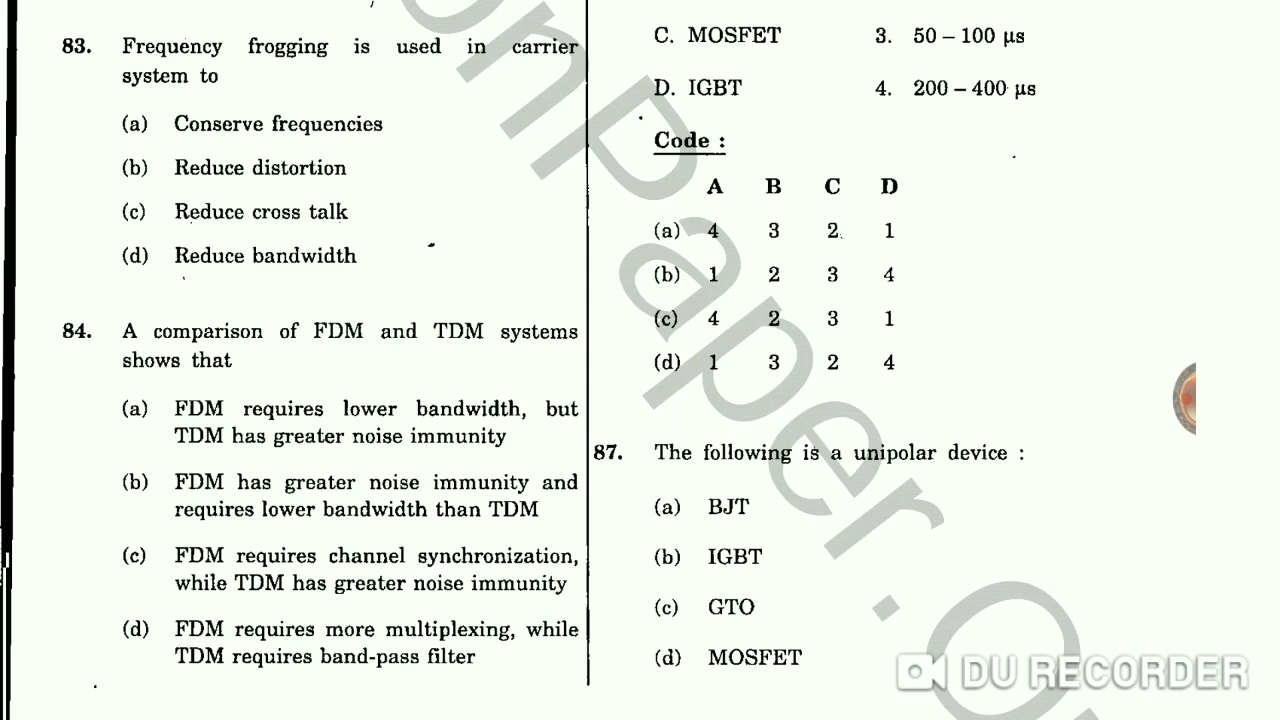 83. Frequency frogging is used in carrier
system to
(a) Conserve frequencies
(b) Reduce distortion
(c) Reduce cross talk
(d) Reduce bandwidth
84. A comparison of FDM and TDM systems
shows that
(a) FDM requires lower bandwidth, but
TDM has greater noise immunity
(b) FDM has greater noise immunity and
requires lower bandwidth than TDM
(c) FDM requires channel synchronization,
while TDM has greater noise immunity
(d) FDM requires more multiplexing, while
TDM requires band-pass filter
C. MOSFET 3. 50 – 100 µs
D. IGBT 4. 200 – 400 µs
Code :
A B C D
(a) 4 3 2 1
(b) 1 2 3 4
(c) 4 2 3 1
(d) 1 3 2 4
87. The following is a unipolar device :
(a) BJT
(b) IGBT
(c) GTO
(d) MOSFET
DU RECORDER